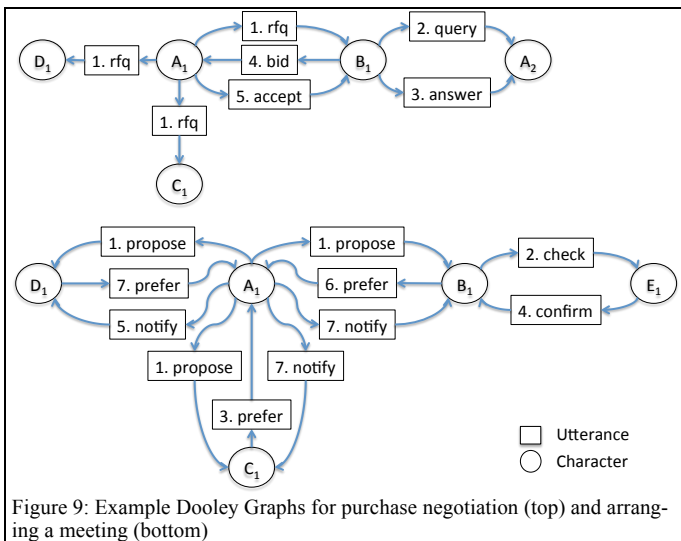 1. rfq
2. query
D₁ 1. rfq A₁ 4. bid B₁ A₂
5. accept
3. answer
1. rfq
C₁
1. propose 1. propose
2. check
D₁ 7. prefer A₁ 6. prefer B₁ E₁
4. confirm
5. notify 7. notify
1. propose 7. notify
3. prefer
Utterance
C₁ Character
Figure 9: Example Dooley Graphs for purchase negotiation (top) and arrang-
ing a meeting (bottom)